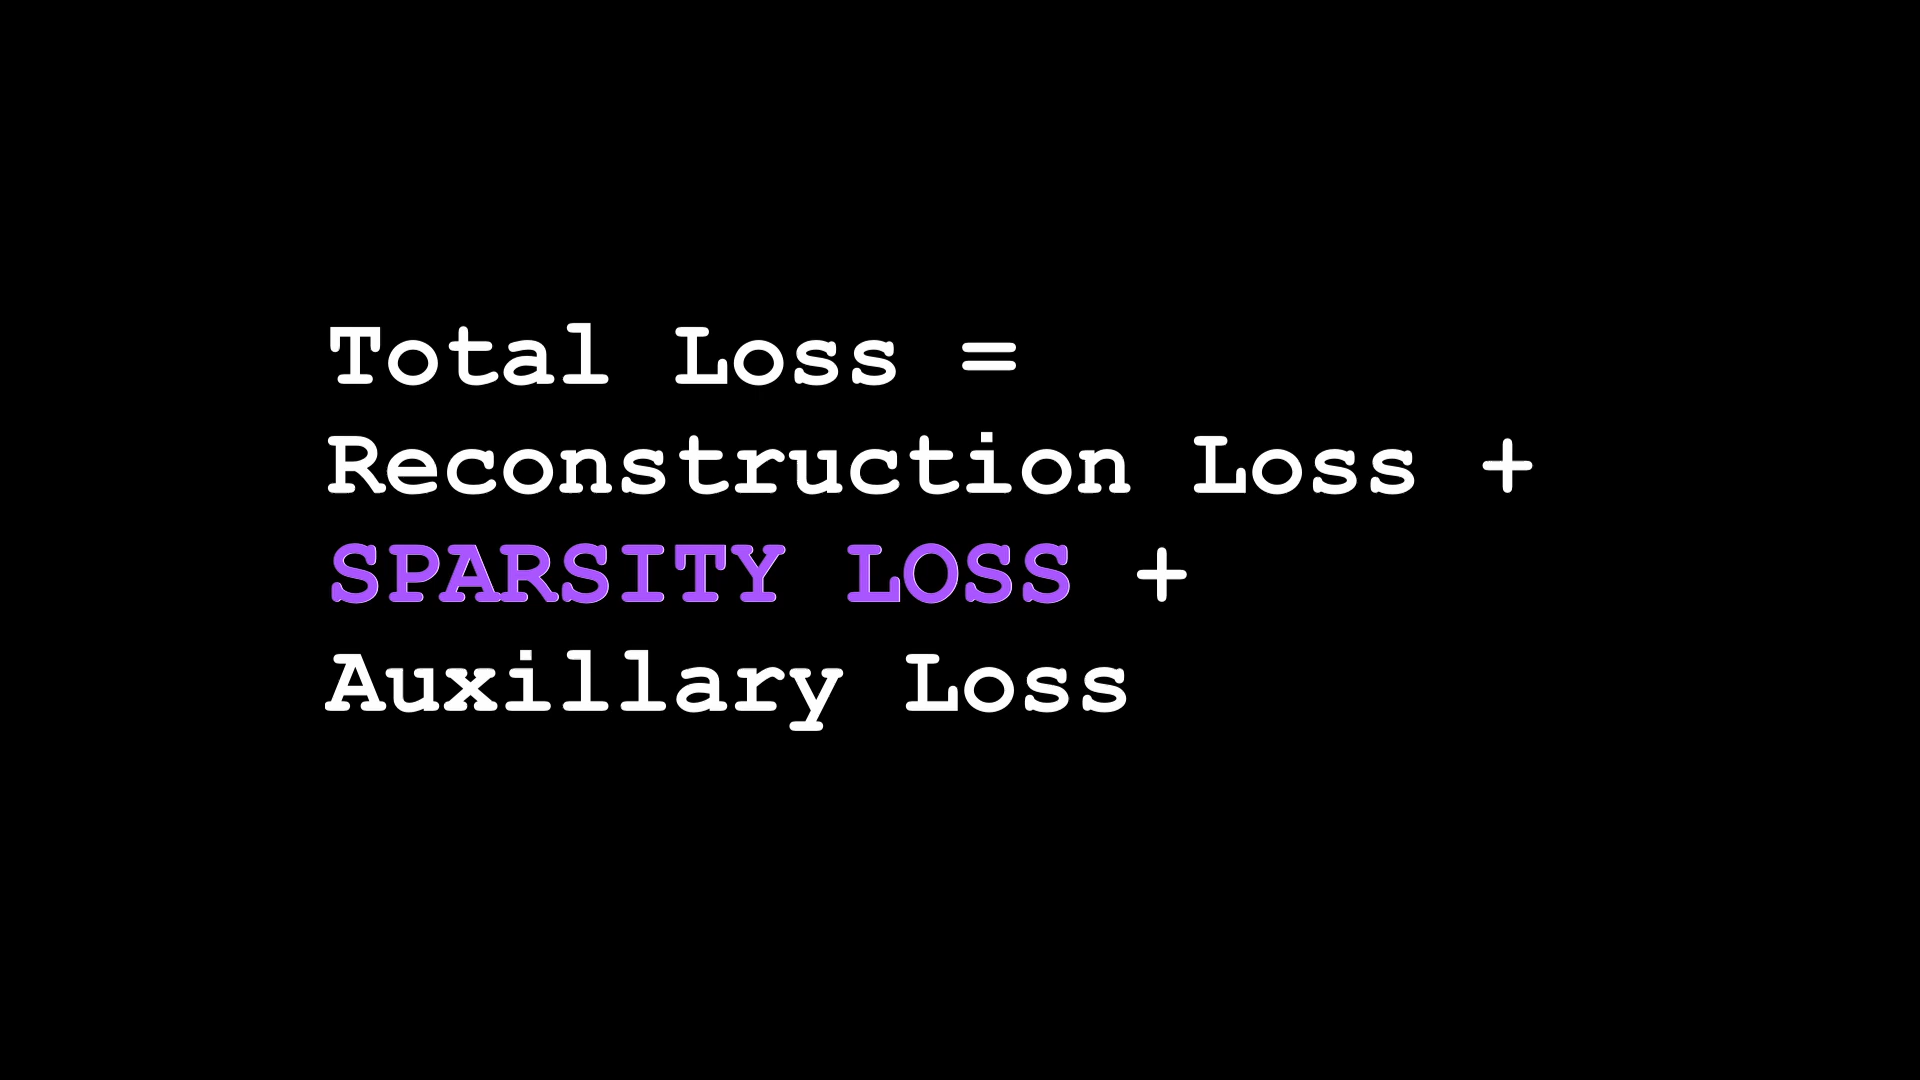 Total Loss =
Reconstruction Loss +
SPARSITY LOSS +
Auxillary Loss